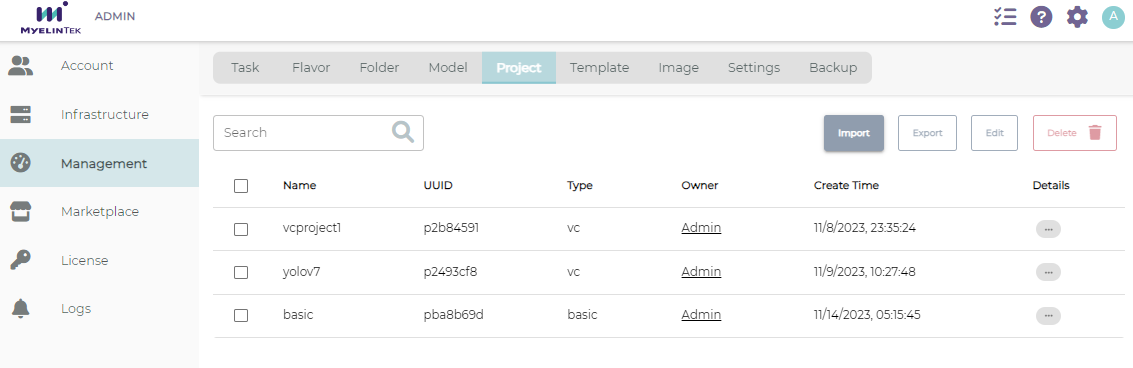 MYELINTEK ADMIN A
Account
Infrastructure
Management
Marketplace
License
Logs
Task Flavor Folder Model Project Template Image Settings Backup
Search Import Export Edit Delete
Name UUID Type Owner Create Time Details
vcproject1 p2b84591 vc Admin 11/8/2023, 23:35:24 ...
yolov7 p2493cf8 vc Admin 11/9/2023, 10:27:48 ...
basic pba8b69d basic Admin 11/14/2023, 05:15:45 ...